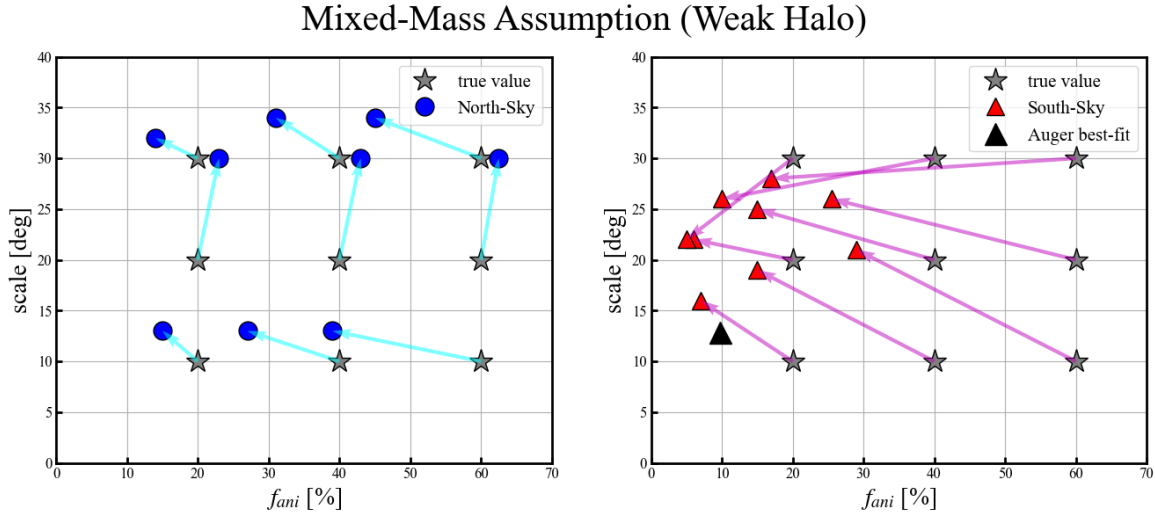 Mixed-Mass Assumption (Weak Halo)
40
35
30
25
20
15
10
5
0
scale [deg]
0 10 20 30 40 50 60 70
f_ani [%]
true value
North-Sky
40
35
30
25
20
15
10
5
0
scale [deg]
0 10 20 30 40 50 60 70
f_ani [%]
true value
South-Sky
Auger best-fit